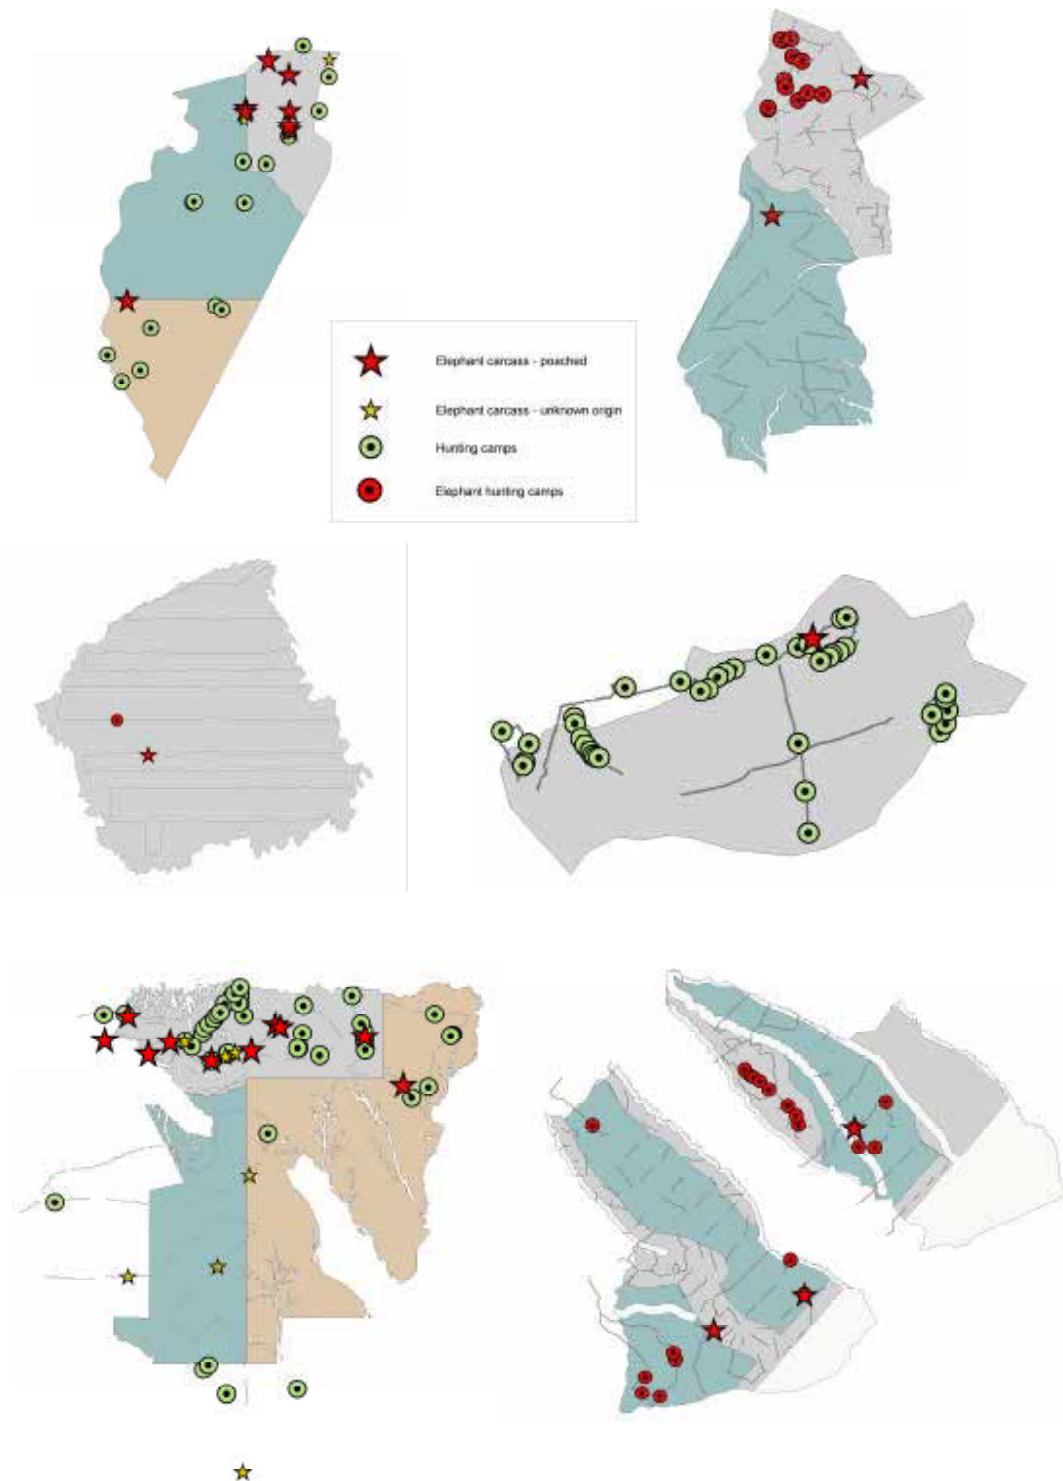 Elephant carcass - poached
Elephant carcass - unknown origin
Hunting camps
Elephant hunting camps